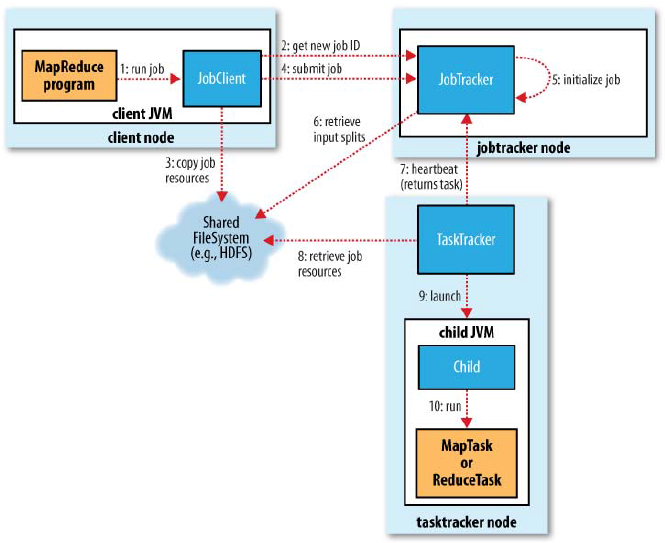 MapReduce
program
1: run job
JobClient
client JVM
client node
2: get new job ID
4: submit job
JobTracker
5: initialize job
jobtracker node
3: copy job
resources
6: retrieve
input splits
7: heartbeat
(returns task)
Shared
FileSystem
(e.g., HDFS)
8: retrieve job
resources
TaskTracker
9: launch
child JVM
Child
10: run
MapTask
or
ReduceTask
tasktracker node